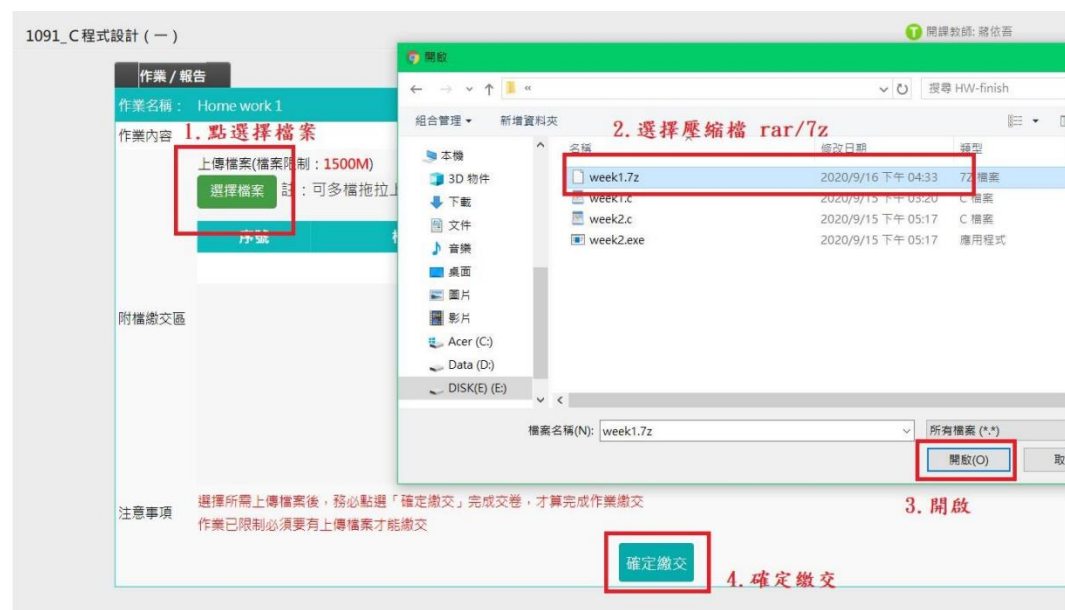 1091_C程式設計(一)
開課教師: 蔣依吾
作業 / 報告
作業名稱: Home work 1
作業內容
1. 點選擇檔案
上傳檔案(檔案限制:1500M)
選擇檔案 註:可多檔拖拉上
序號
附檔繳交區
開啟
«
搜尋 HW-finish
組合管理 新增資料夾
2. 選擇壓縮檔 rar/7z
名稱 修改日期 類型
本機
3D 物件
下載
文件
音樂
桌面
圖片
影片
Acer (C:)
Data (D:)
DISK(E) (E:)
week1.7z 2020/9/16 下午 04:33 7Z 檔案
week1.c 2020/9/15 下午 03:20 C 檔案
week2.c 2020/9/15 下午 05:17 C 檔案
week2.exe 2020/9/15 下午 05:17 應用程式
檔案名稱(N): week1.7z 所有檔案 (*.*)
開啟(O) 取
3. 開啟
注意事項
選擇所需上傳檔案後,務必點選「確定繳交」完成交卷,才算完成作業繳交
作業已限制必須要有上傳檔案才能繳交
確定繳交
4. 確定繳交